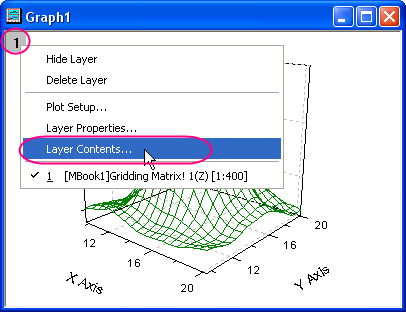 Graph1
1
Hide Layer
Delete Layer
Plot Setup...
Layer Properties...
Layer Contents...
1 [MBook1]Gridding Matrix! 1(Z) [1:400]
12
16
20
X Axis
12
16
20
Y Axis